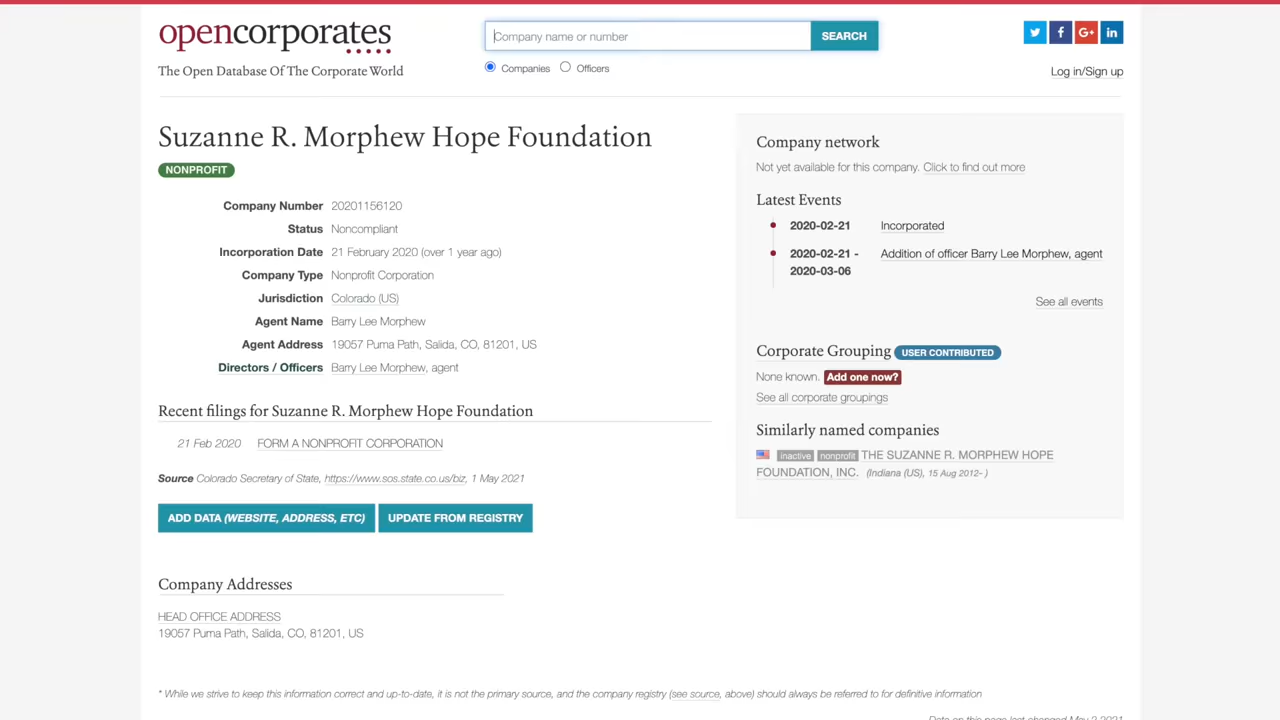 opencorporates
The Open Database Of The Corporate World
Company name or number
SEARCH
Companies
Officers
Log in/Sign up
Suzanne R. Morphew Hope Foundation
NONPROFIT
Company Number 20201156120
Status Noncompliant
Incorporation Date 21 February 2020 (over 1 year ago)
Company Type Nonprofit Corporation
Jurisdiction Colorado (US)
Agent Name Barry Lee Morphew
Agent Address 19057 Puma Path, Salida, CO, 81201, US
Directors / Officers Barry Lee Morphew, agent
Recent filings for Suzanne R. Morphew Hope Foundation
21 Feb 2020 FORM A NONPROFIT CORPORATION
Source Colorado Secretary of State, https://www.sos.state.co.us/biz, 1 May 2021
ADD DATA (WEBSITE, ADDRESS, ETC)
UPDATE FROM REGISTRY
Company Addresses
HEAD OFFICE ADDRESS
19057 Puma Path, Salida, CO, 81201, US
Company network
Not yet available for this company. Click to find out more
Latest Events
2020-02-21 Incorporated
2020-02-21 - Addition of officer Barry Lee Morphew, agent
2020-03-06
See all events
Corporate Grouping USER CONTRIBUTED
None known. Add one now?
See all corporate groupings
Similarly named companies
inactive nonprofit THE SUZANNE R. MORPHEW HOPE
FOUNDATION, INC. (Indiana (US), 15 Aug 2012- )
* While we strive to keep this information correct and up-to-date, it is not the primary source, and the company registry (see source, above) should always be referred to for definitive information
Data on this page last changed May 2 2021